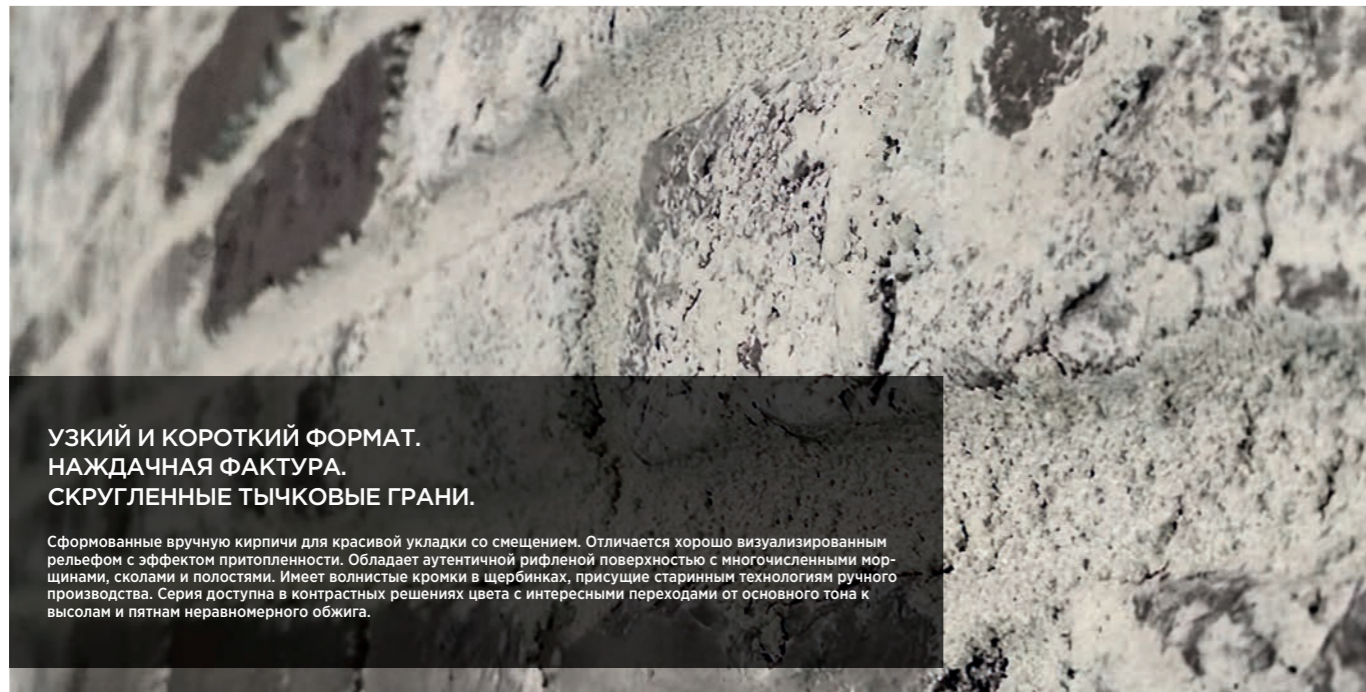 УЗКИЙ И КОРОТКИЙ ФОРМАТ.
НАЖДАЧНАЯ ФАКТУРА.
СКРУГЛЕННЫЕ ТЫЧКОВЫЕ ГРАНИ.
Сформованные вручную кирпичи для красивой укладки со смещением. Отличается хорошо визуализированным
рельефом с эффектом притопленности. Обладает аутентичной рифленой поверхностью с многочисленными мор-
щинами, сколами и полостями. Имеет волнистые кромки в щербинках, присущие старинным технологиям ручного
производства. Серия доступна в контрастных решениях цвета с интересными переходами от основного тона к
высолам и пятнам неравномерного обжига.